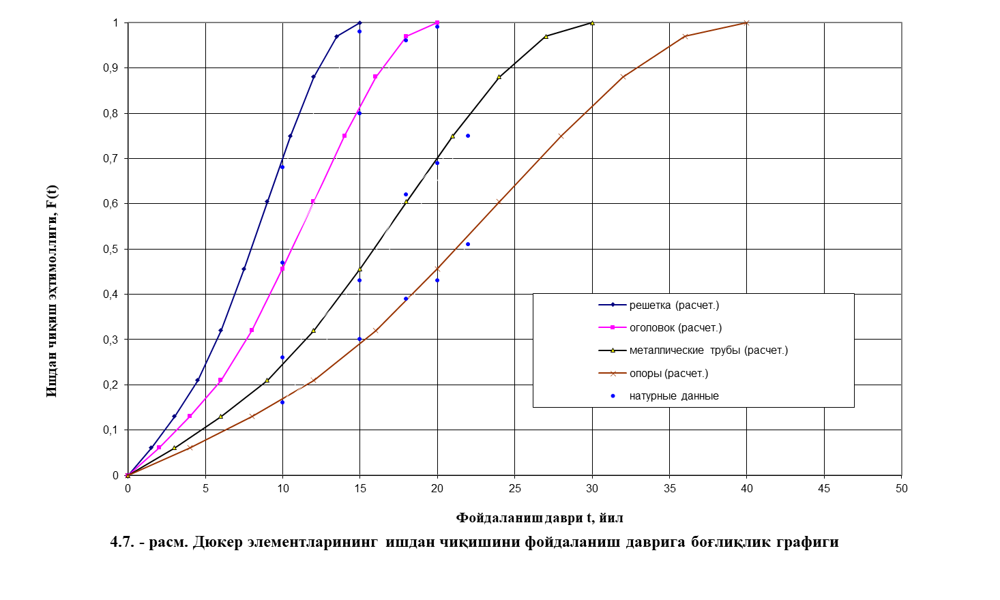 1
0,9
0,8
0,7
0,6
0,5
0,4
0,3
0,2
0,1
0
0 5 10 15 20 25 30 35 40 45 50
Ишдан чиқиш эҳтимоллиги, F(t)
решетка (расчет.)
оголовок (расчет.)
металлические трубы (расчет.)
опоры (расчет.)
натурные данные
Фойдаланиш даври t, йил
4.7. - расм. Дюкер элементларининг ишдан чиқишини фойдаланиш даврига боғлиқлик графиги